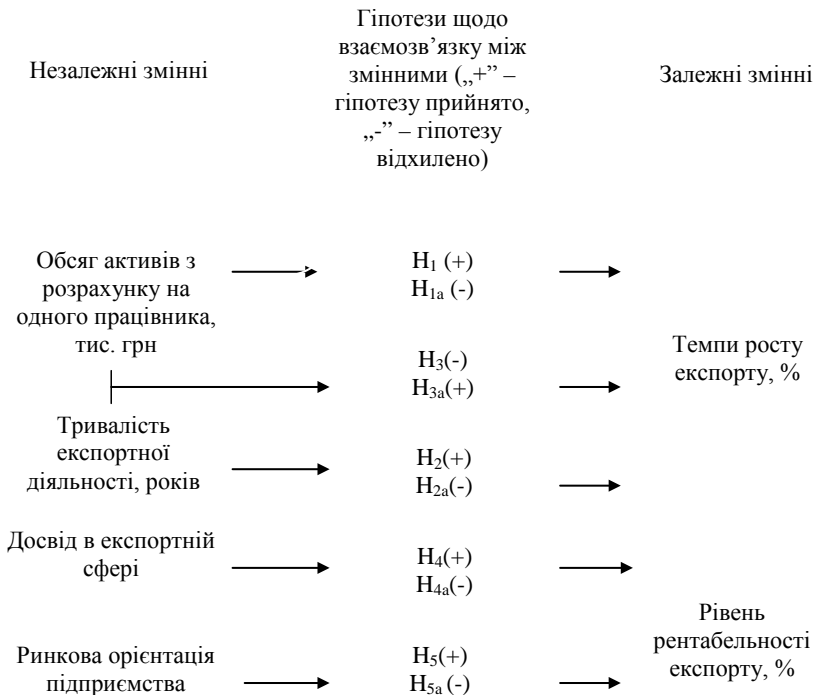 Незалежні змінні
Гіпотези щодо
взаємозв’язку між
змінними („+” –
гіпотезу прийнято,
„-” – гіпотезу
відхилено)
Залежні змінні
Обсяг активів з
розрахунку на
одного працівника,
тис. грн
H1 (+)
H1a (-)
H3(-)
H3a(+)
Темпи росту
експорту, %
Тривалість
експортної
діяльності, років
H2(+)
H2a(-)
Досвід в експортній
сфері
H4(+)
H4a(-)
Ринкова орієнтація
підприємства
H5(+)
H5a (-)
Рівень
рентабельності
експорту, %